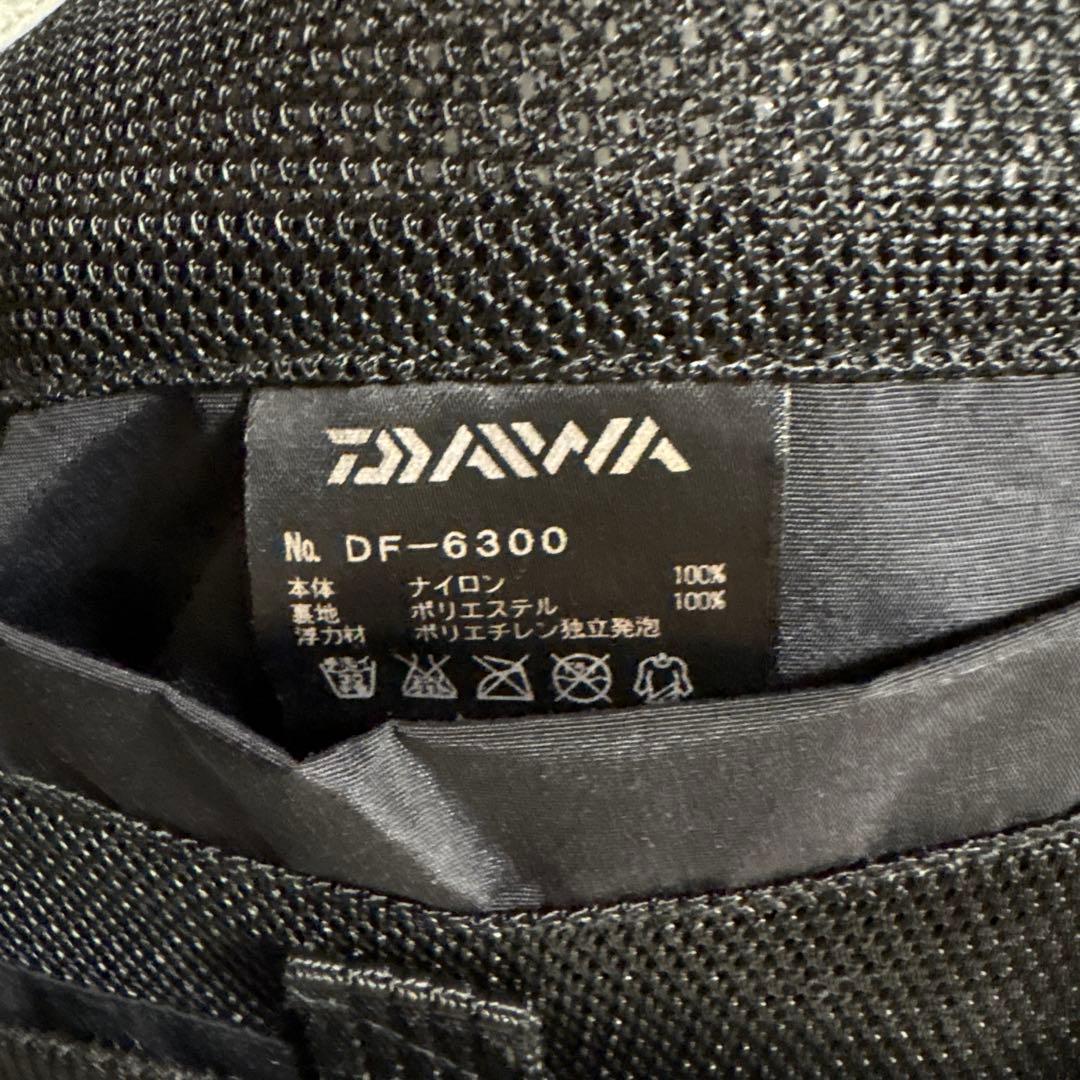 DAIWA
No. DF-6300
本体 ナイロン 100%
裏地 ポリエステル 100%
浮力材 ポリエチレン独立発泡